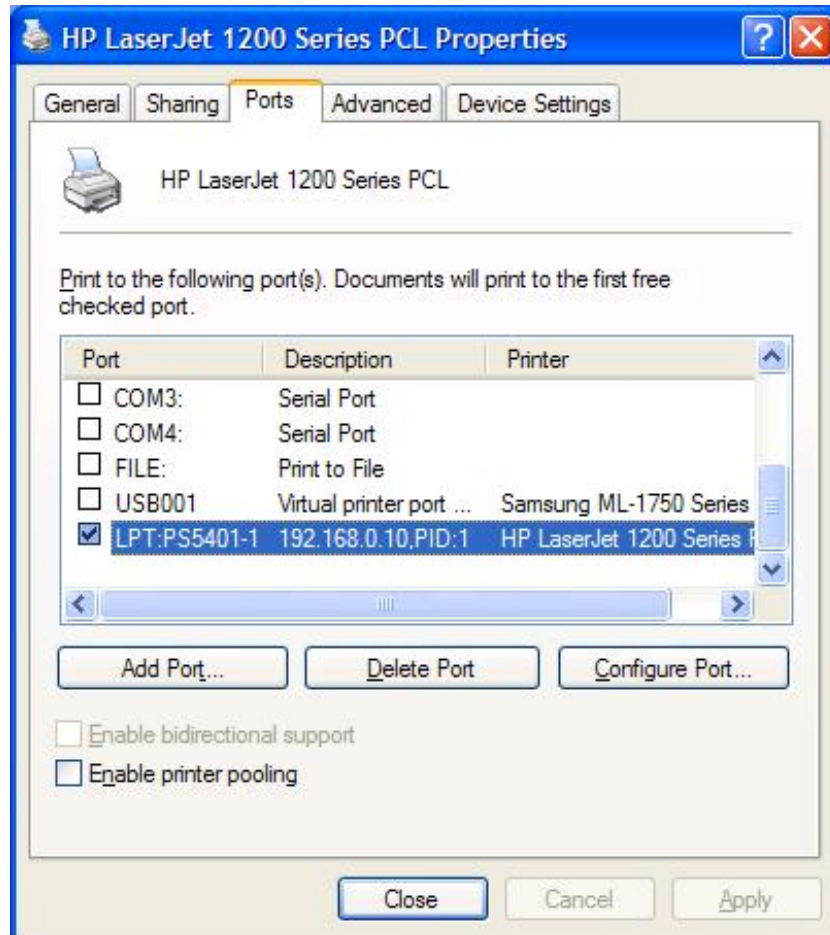 HP LaserJet 1200 Series PCL Properties
General Sharing Ports Advanced Device Settings
HP LaserJet 1200 Series PCL
Print to the following port(s). Documents will print to the first free
checked port.
Port Description Printer
COM3: Serial Port
COM4: Serial Port
FILE: Print to File
USB001 Virtual printer port ... Samsung ML-1750 Series
LPT:PS5401-1 192.168.0.10,PID:1 HP LaserJet 1200 Series P
Add Port... Delete Port Configure Port...
Enable bidirectional support
Enable printer pooling
Close Cancel Apply